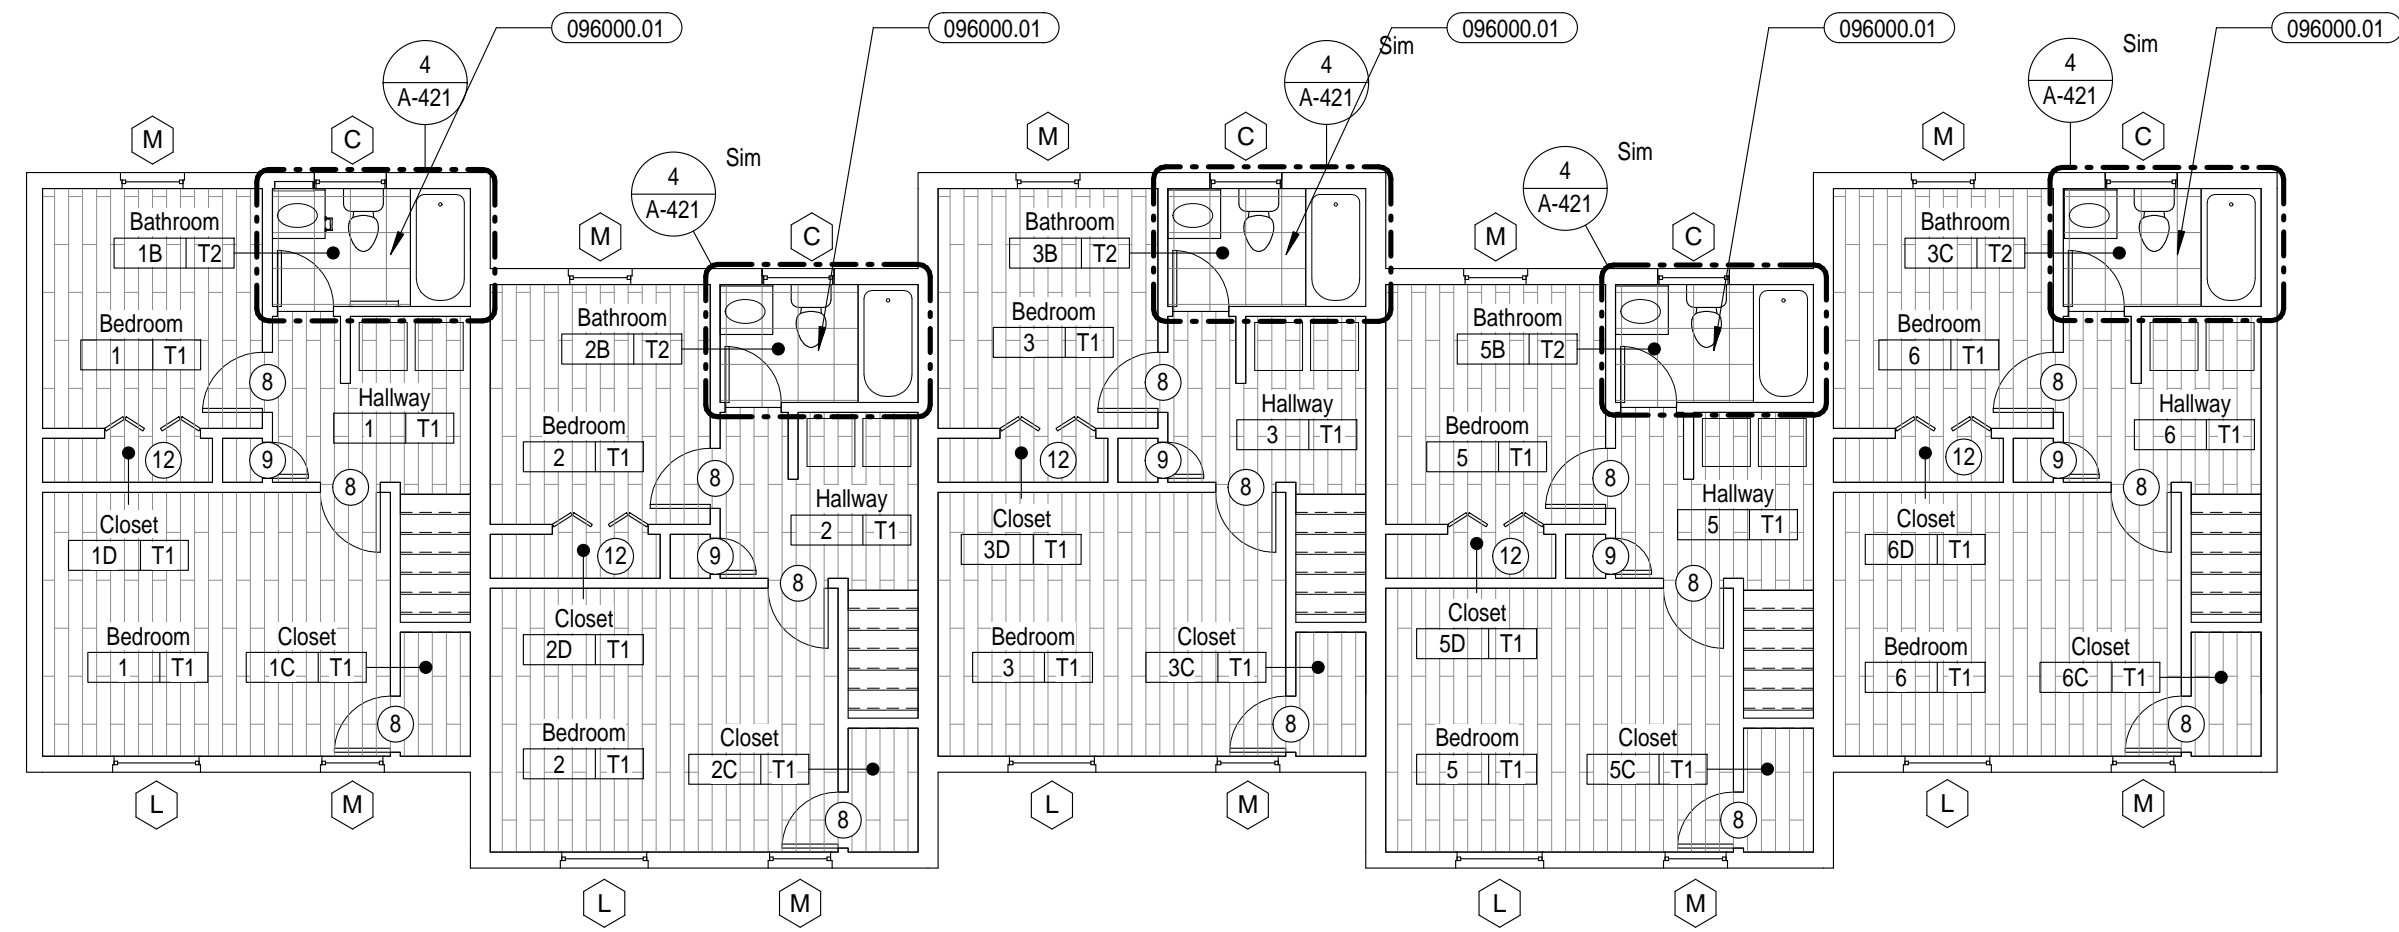 096000.01
096000.01
096000.01
096000.01
096000.01
4
A-421
4
A-421
Sim
4
A-421
Sim
4
A-421
Sim
4
A-421
Sim
M
C
M
C
M
C
M
C
M
C
Bathroom
1B T2
Bedroom
1 T1
8
Hallway
1 T1
12
9
8
Closet
1D T1
Bedroom
1 T1
Closet
1C T1
8
L
M
Bathroom
2B T2
Bedroom
2 T1
8
Hallway
2 T1
12
9
8
Closet
2D T1
Bedroom
2 T1
Closet
2C T1
8
L
M
Bathroom
3B T2
Bedroom
3 T1
8
Hallway
3 T1
12
9
8
Closet
3D T1
Bedroom
3 T1
Closet
3C T1
8
L
M
Bathroom
5B T2
Bedroom
5 T1
8
Hallway
5 T1
12
9
8
Closet
5D T1
Bedroom
5 T1
Closet
5C T1
8
L
M
Bathroom
3C T2
Bedroom
6 T1
8
Hallway
6 T1
12
9
8
Closet
6D T1
Bedroom
6 T1
Closet
6C T1
8
L
M